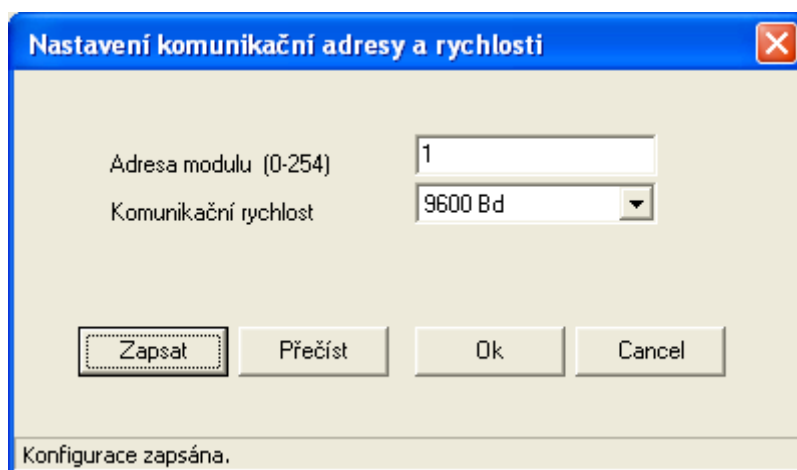 Nastavení komunikační adresy a rychlosti
Adresa modulu (0-254)
1
Komunikační rychlost
9600 Bd
Zapsat
Přečíst
Ok
Cancel
Konfigurace zapsána.